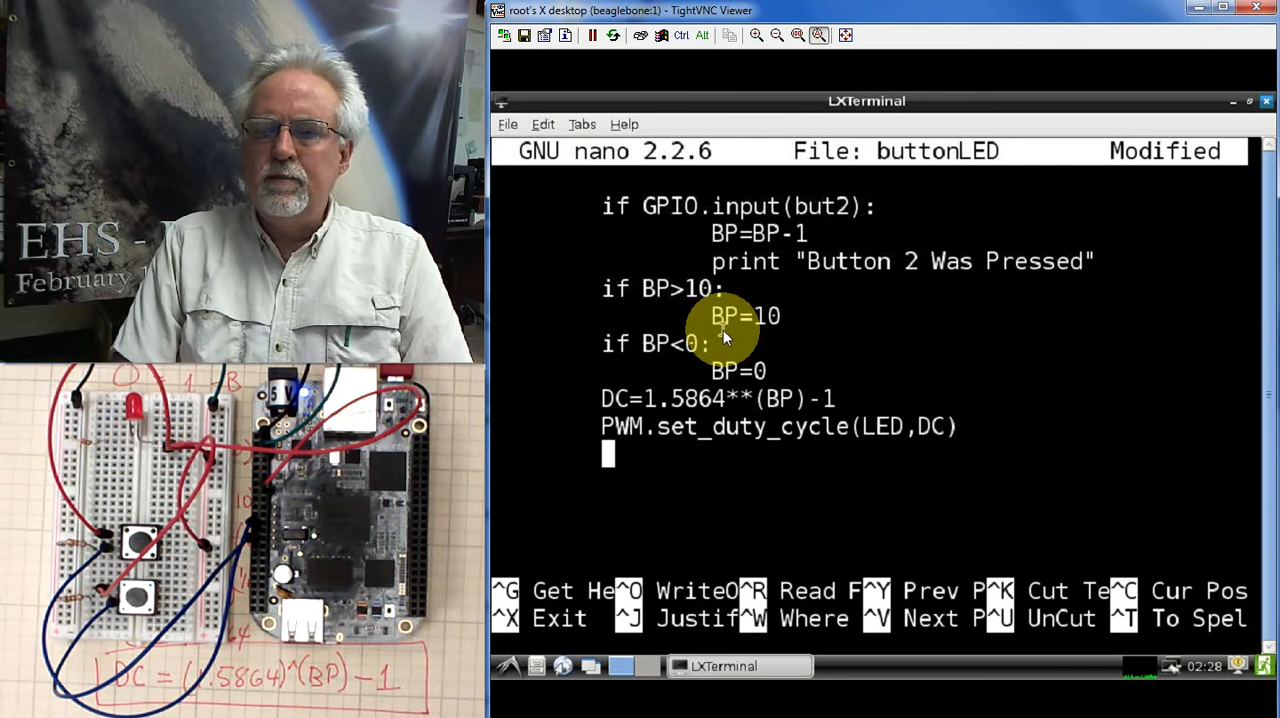 root's X desktop (beaglebone:1) - TightVNC Viewer
Ctrl Alt
LXTerminal
File Edit Tabs Help
GNU nano 2.2.6 File: buttonLED Modified
if GPIO.input(but2):
BP=BP-1
print "Button 2 Was Pressed"
if BP>10:
BP=10
if BP<0:
BP=0
DC=1.5864**(BP)-1
PWM.set_duty_cycle(LED,DC)
^G Get He^O WriteO^R Read F^Y Prev P^K Cut Te^C Cur Pos
^X Exit ^J Justif^W Where ^V Next P^U UnCut ^T To Spel
LXTerminal
02:28
EHS -
February
5 V
DC = (1.5864)^(BP) - 1